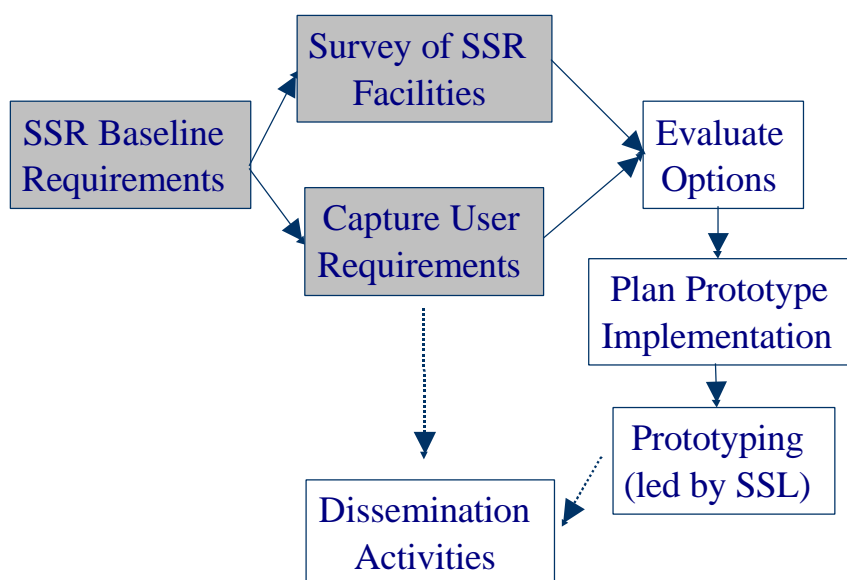 SSR Baseline
Requirements
Survey of SSR
Facilities
Capture User
Requirements
Evaluate
Options
Plan Prototype
Implementation
Prototyping
(led by SSL)
Dissemination
Activities